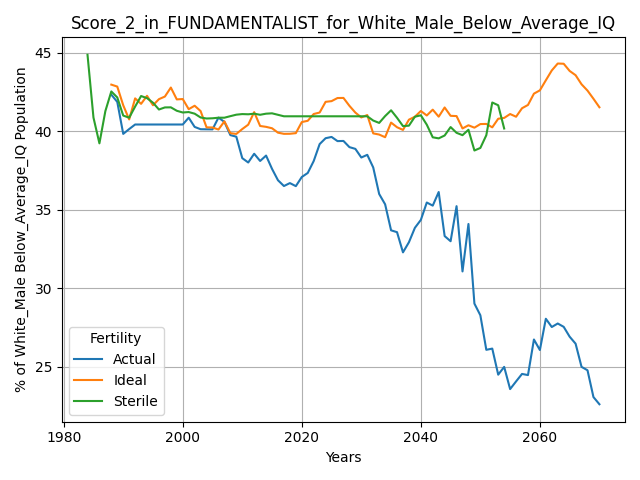 Score_2_in_FUNDAMENTALIST_for_White_Male_Below_Average_IQ
% of White_Male Below_Average_IQ Population
45
40
35
30
25
Fertility
Actual
Ideal
Sterile
1980
2000
2020
2040
2060
Years